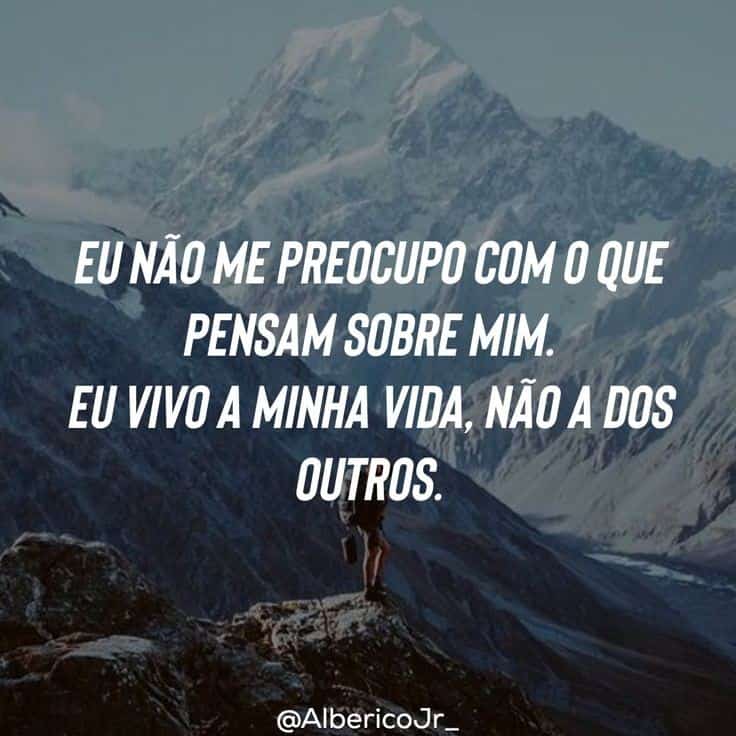 EU NÃO ME PREOCUPO COM O QUE
PENSAM SOBRE MIM.
EU VIVO A MINHA VIDA, NÃO A DOS
OUTROS.
@AlbericoJr_